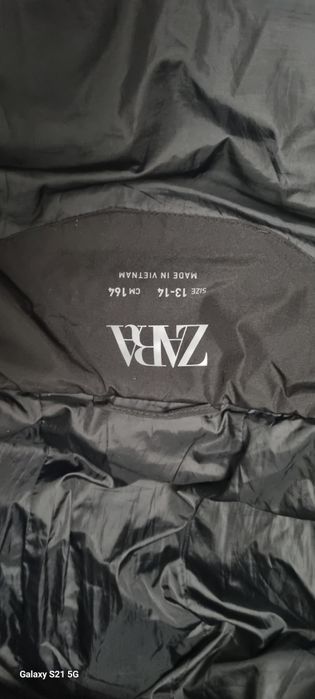 ZARA
SIZE 13-14 CM 164
MADE IN VIETNAM
Galaxy S21 5G